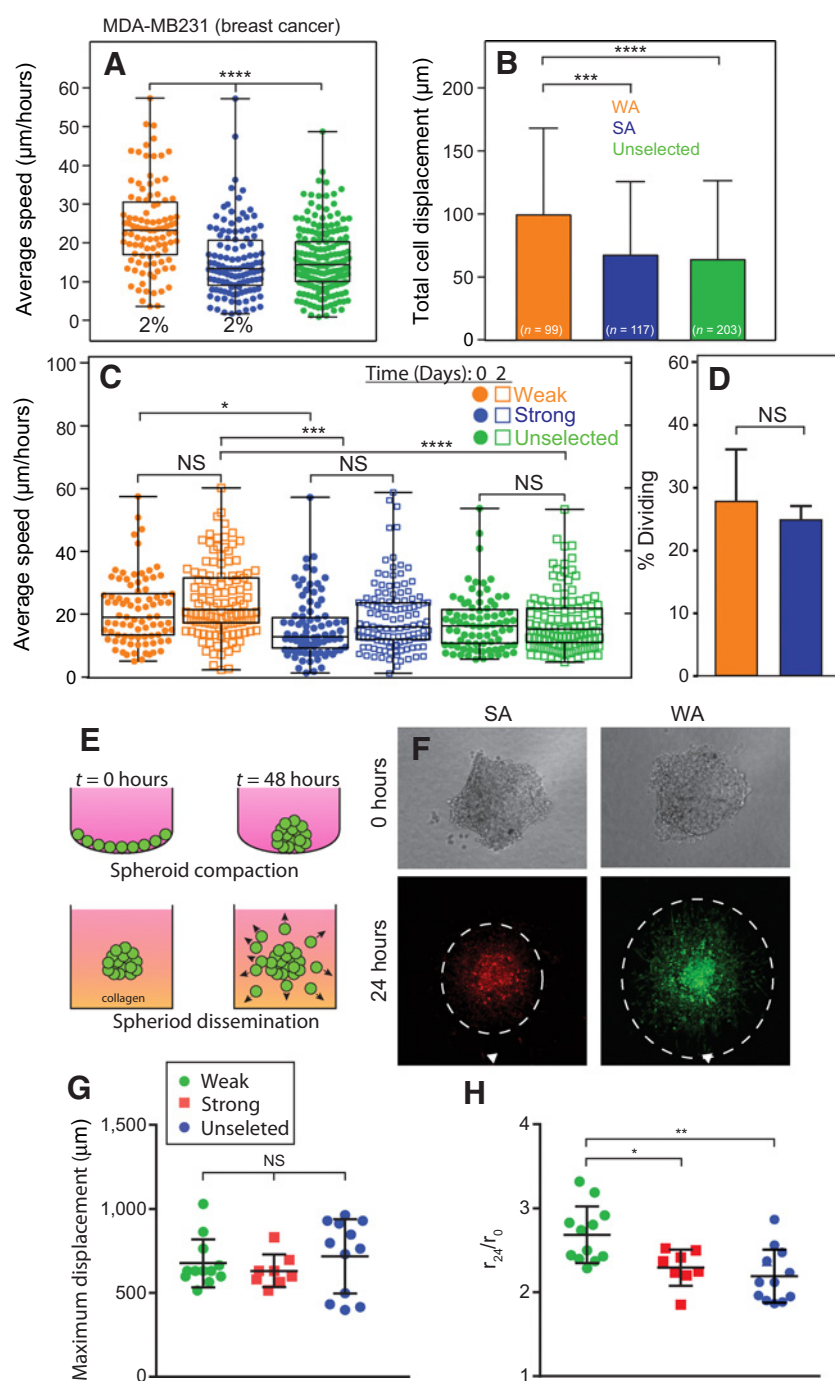 MDA-MB231 (breast cancer)
A
Average speed (μm/hours)
60
50
40
30
20
10
0
****
2%
2%
B
Total cell displacement (μm)
200
150
100
50
0
****
***
WA
SA
Unselected
(n = 99)
(n = 117)
(n = 203)
C
Average speed (μm/hours)
100
80
60
40
20
0
Time (Days): 0 2
Weak
Strong
Unselected
*
***
****
NS
NS
NS
D
% Dividing
60
40
30
20
10
0
NS
E
t = 0 hours
t = 48 hours
Spheroid compaction
collagen
Spheriod dissemination
F
SA
WA
0 hours
24 hours
G
Weak
Strong
Unseleted
Maximum displacement (μm)
1,500
1,000
500
0
NS
H
r24/r0
4
3
2
1
**
*